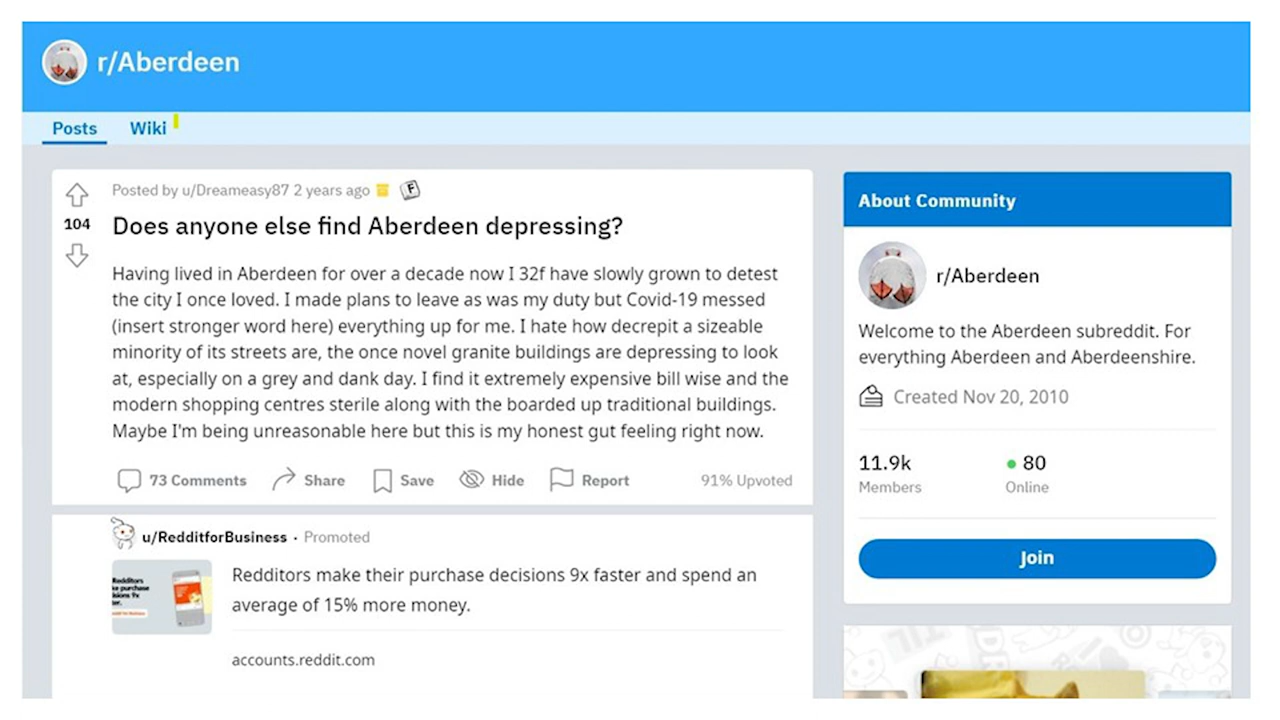 r/Aberdeen
Posts Wiki
Posted by u/Dreameasy87 2 years ago F
104
Does anyone else find Aberdeen depressing?
Having lived in Aberdeen for over a decade now I 32f have slowly grown to detest
the city I once loved. I made plans to leave as was my duty but Covid-19 messed
(insert stronger word here) everything up for me. I hate how decrepit a sizeable
minority of its streets are, the once novel granite buildings are depressing to look
at, especially on a grey and dank day. I find it extremely expensive bill wise and the
modern shopping centres sterile along with the boarded up traditional buildings.
Maybe I'm being unreasonable here but this is my honest gut feeling right now.
73 Comments Share Save Hide Report 91% Upvoted
u/RedditforBusiness · Promoted
Redditors make their purchase decisions 9x faster and spend an
average of 15% more money.
accounts.reddit.com
About Community
r/Aberdeen
Welcome to the Aberdeen subreddit. For
everything Aberdeen and Aberdeenshire.
Created Nov 20, 2010
11.9k 80
Members Online
Join